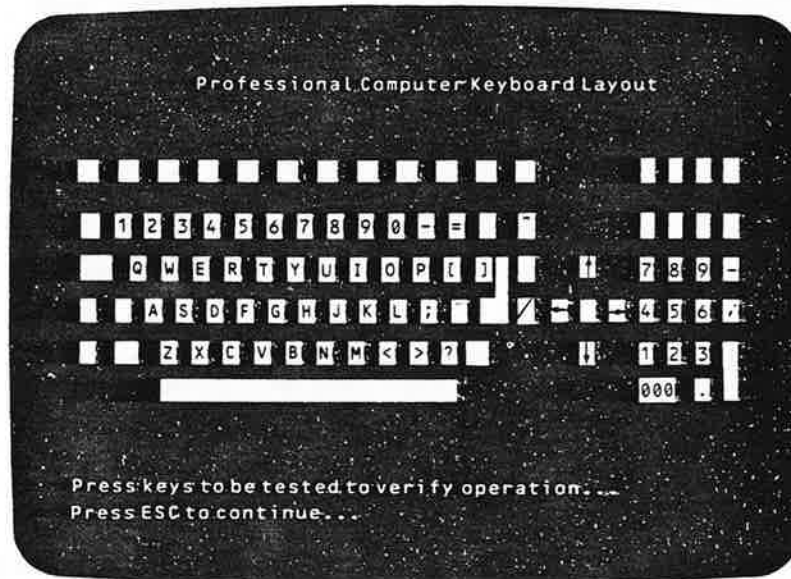 Professional Computer Keyboard Layout
1 2 3 4 5 6 7 8 9 0 - = ¯
Q W E R T Y U I O P [ ] ↑ 7 8 9 -
A S D F G H J K L ; / ← → 4 5 6 ,
Z X C V B N M < > ? ↓ 1 2 3
000 .
Press keys to be tested to verify operation...
Press ESC to continue...